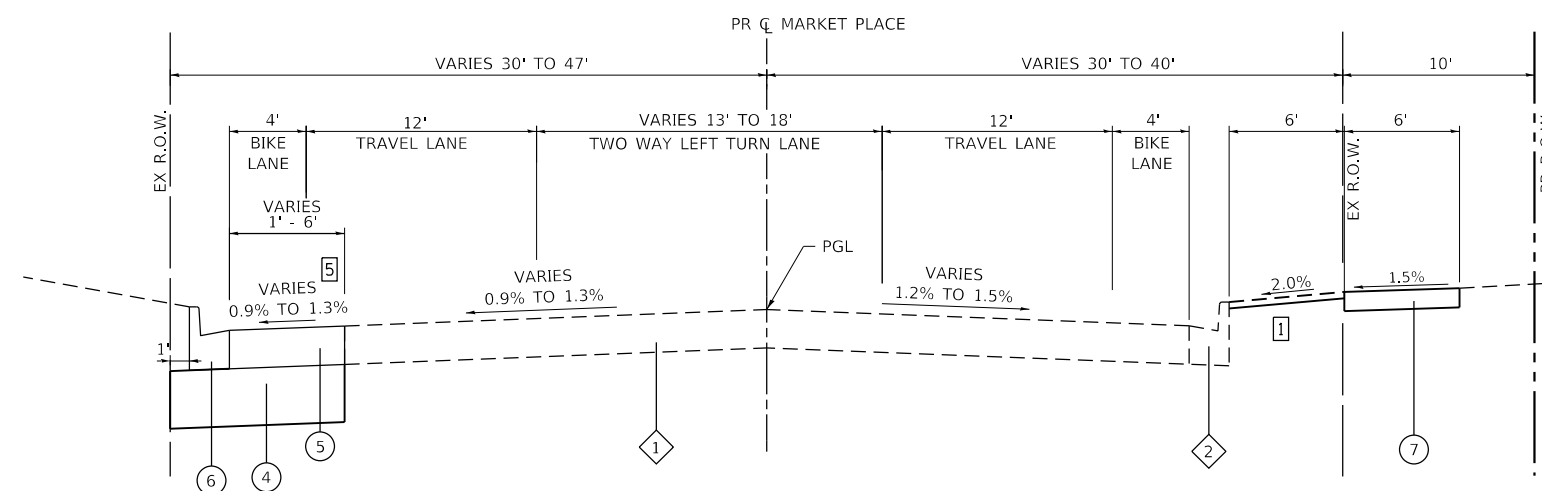 PR ℄ MARKET PLACE
VARIES 30' TO 47'
VARIES 30' TO 40'
10'
4'
BIKE
LANE
12'
TRAVEL LANE
VARIES 13' TO 18'
TWO WAY LEFT TURN LANE
12'
TRAVEL LANE
4'
BIKE
LANE
6'
6'
EX R.O.W.
EX R.O.W.
VARIES
1' - 6'
5
VARIES
0.9% TO 1.3%
VARIES
0.9% TO 1.3%
PGL
VARIES
1.2% TO 1.5%
2.0%
1.5%
1
1'
6
4
5
1
2
7